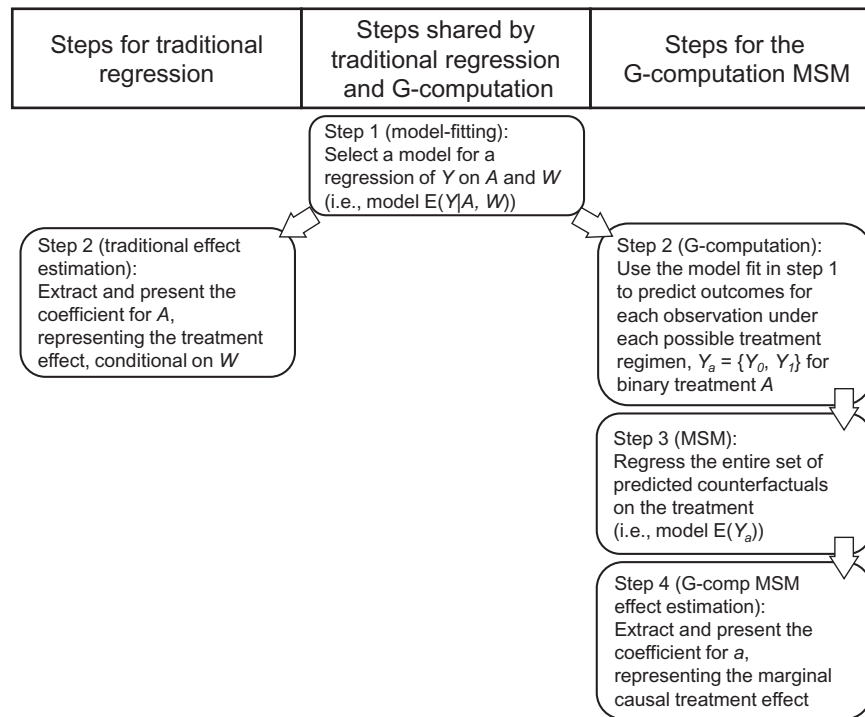 Steps for traditional
regression
Steps shared by
traditional regression
and G-computation
Steps for the
G-computation MSM
Step 1 (model-fitting):
Select a model for a
regression of Y on A and W
(i.e., model E(Y|A, W))
Step 2 (traditional effect
estimation):
Extract and present the
coefficient for A,
representing the treatment
effect, conditional on W
Step 2 (G-computation):
Use the model fit in step 1
to predict outcomes for
each observation under
each possible treatment
regimen, Yₐ = {Y₀, Y₁} for
binary treatment A
Step 3 (MSM):
Regress the entire set of
predicted counterfactuals
on the treatment
(i.e., model E(Yₐ))
Step 4 (G-comp MSM
effect estimation):
Extract and present the
coefficient for a,
representing the marginal
causal treatment effect